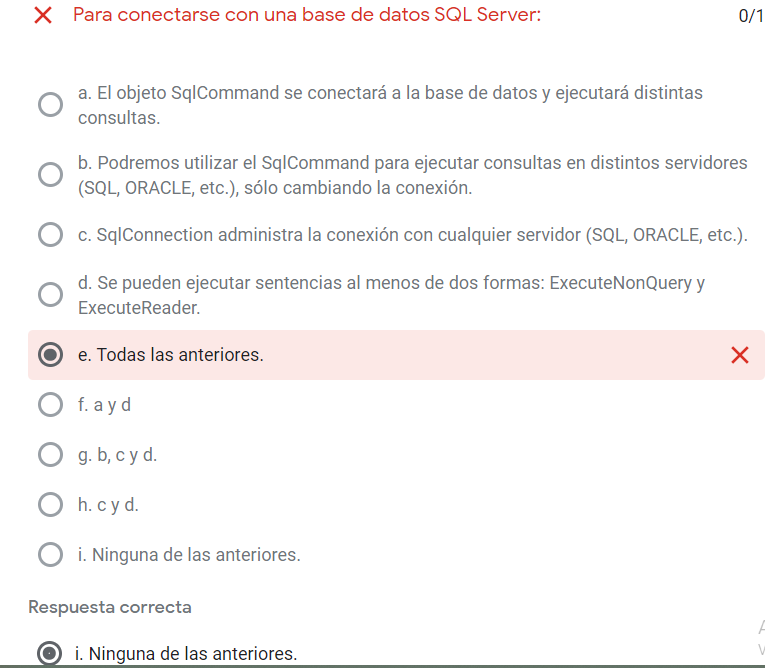 Para conectarse con una base de datos SQL Server:
0/1
a. El objeto SqlCommand se conectará a la base de datos y ejecutará distintas
consultas.
b. Podremos utilizar el SqlCommand para ejecutar consultas en distintos servidores
(SQL, ORACLE, etc.), sólo cambiando la conexión.
c. SqlConnection administra la conexión con cualquier servidor (SQL, ORACLE, etc.).
d. Se pueden ejecutar sentencias al menos de dos formas: ExecuteNonQuery y
ExecuteReader.
e. Todas las anteriores.
f. a y d
g. b, c y d.
h. c y d.
i. Ninguna de las anteriores.
Respuesta correcta
i. Ninguna de las anteriores.